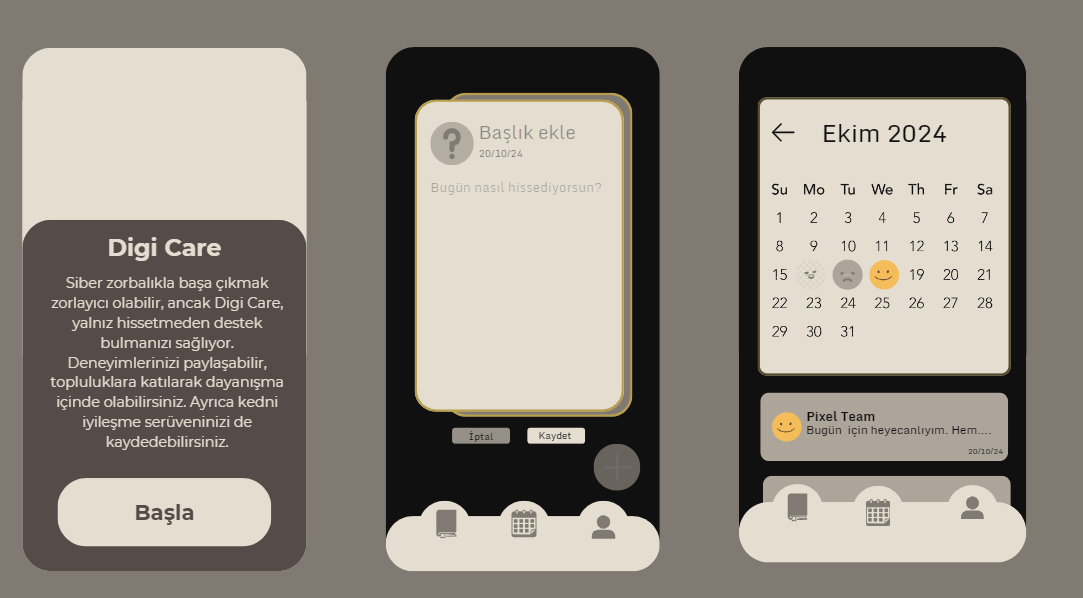 Digi Care
Siber zorbalıkla başa çıkmak
zorlayıcı olabilir, ancak Digi Care,
yalnız hissetmeden destek
bulmanızı sağlıyor.
Deneyimlerinizi paylaşabilir,
topluluklara katılarak dayanışma
içinde olabilirsiniz. Ayrıca kedni
iyileşme serüveninizi de
kaydedebilirsiniz.
Başla
?
Başlık ekle
20/10/24
Bugün nasıl hissediyorsun?
İptal
Kaydet
Ekim 2024
Su Mo Tu We Th Fr Sa
1 2 3 4 5 6 7
8 9 10 11 12 13 14
15 19 20 21
22 23 24 25 26 27 28
29 30 31
Pixel Team
Bugün için heyecanlıyım. Hem....
20/10/24